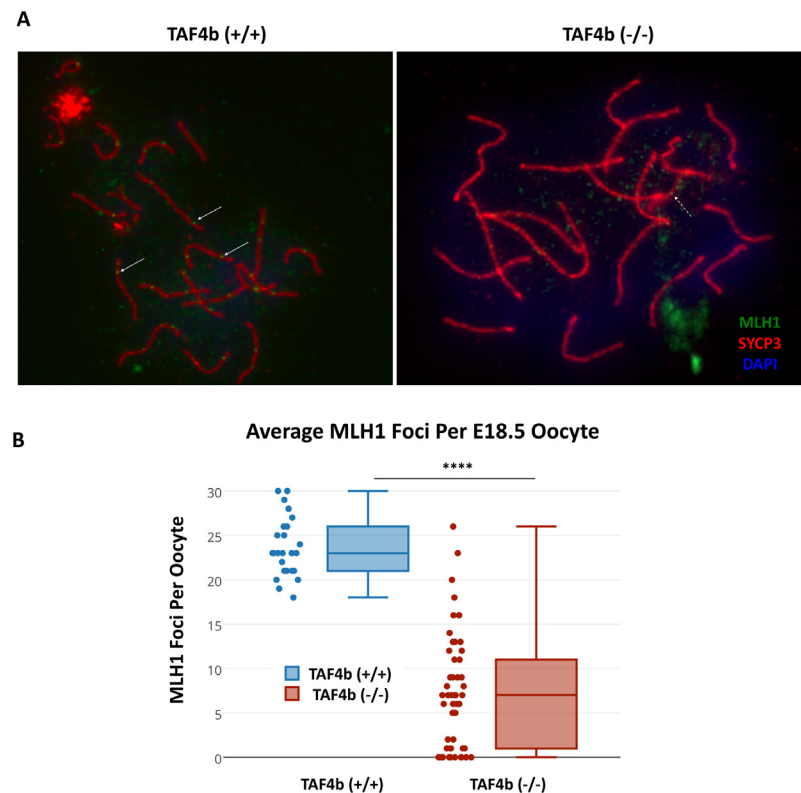 A
TAF4b (+/+)
TAF4b (-/-)
MLH1
SYCP3
DAPI
B
Average MLH1 Foci Per E18.5 Oocyte
****
MLH1 Foci Per Oocyte
30
25
20
15
10
5
0
TAF4b (+/+)
TAF4b (-/-)
TAF4b (+/+)
TAF4b (-/-)